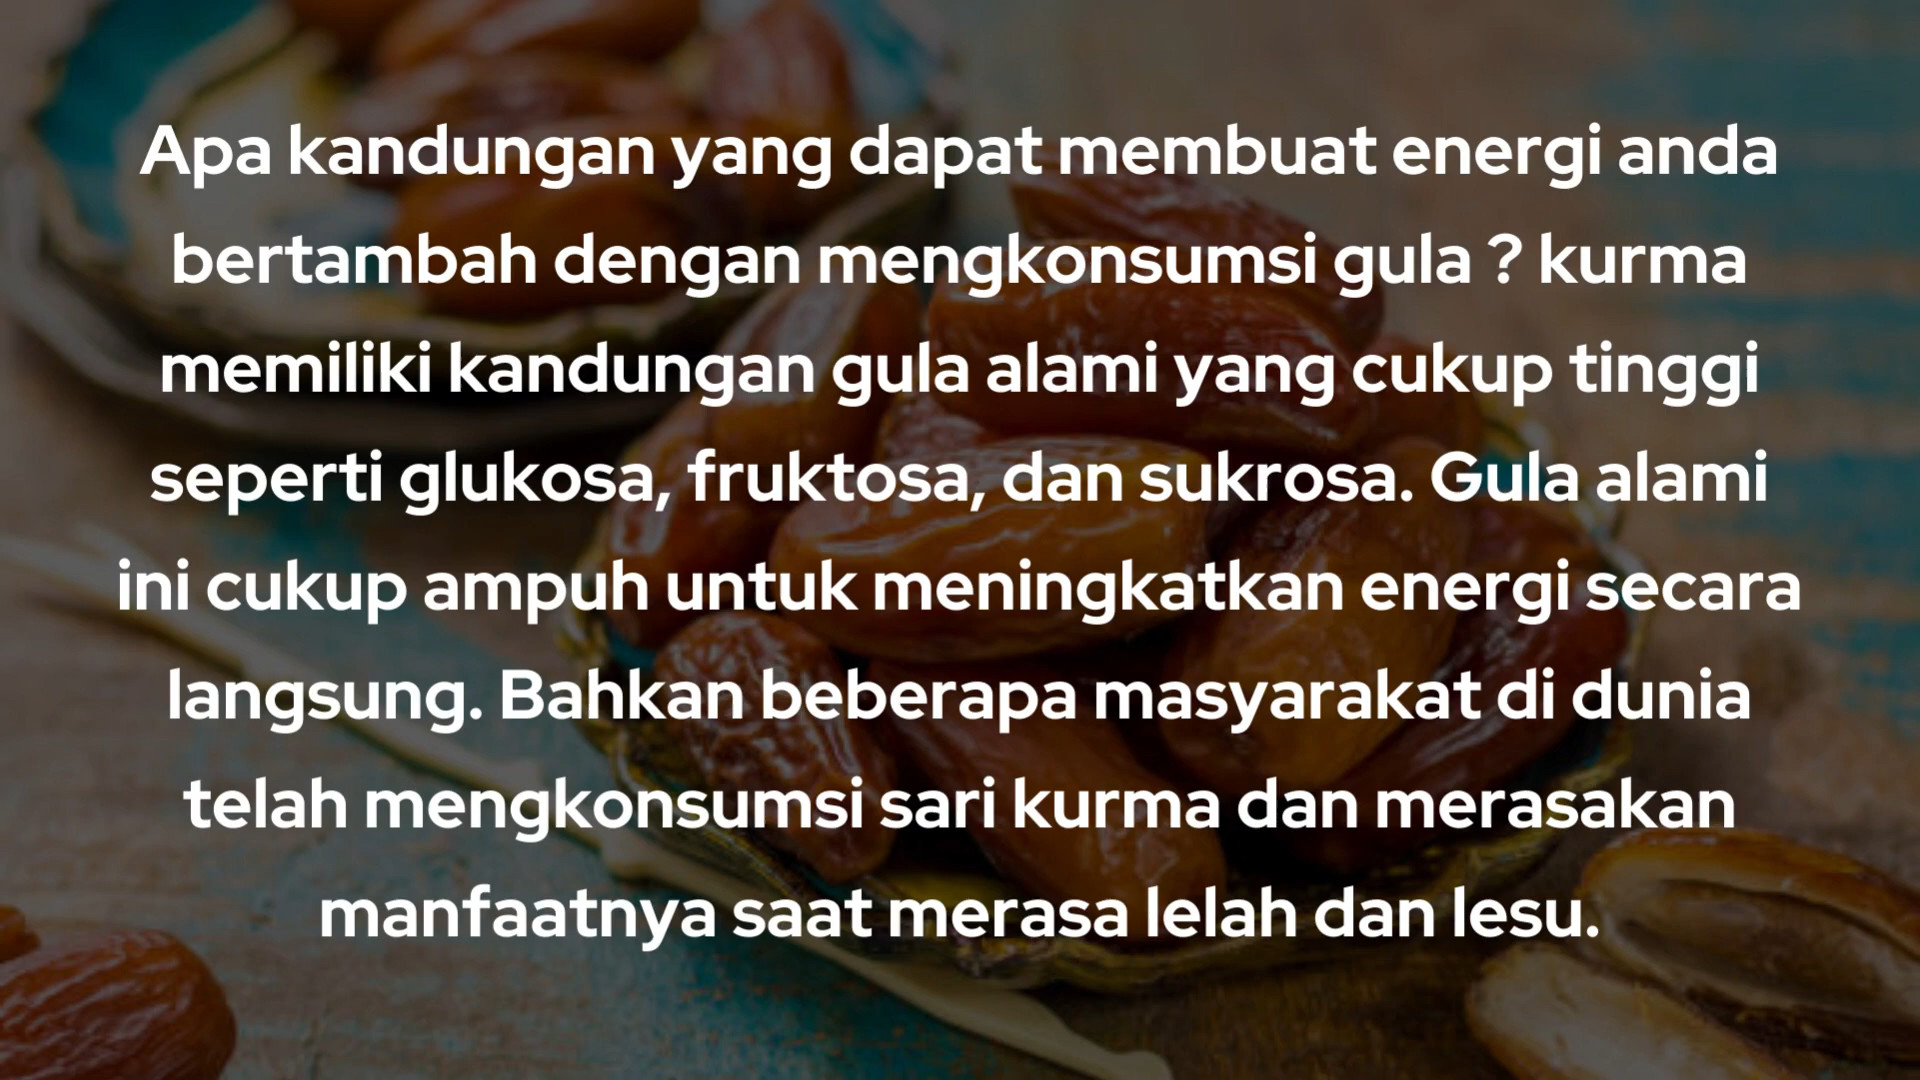 Apa kandungan yang dapat membuat energi anda
bertambah dengan mengkonsumsi gula ? kurma
memiliki kandungan gula alami yang cukup tinggi
seperti glukosa, fruktosa, dan sukrosa. Gula alami
ini cukup ampuh untuk meningkatkan energi secara
langsung. Bahkan beberapa masyarakat di dunia
telah mengkonsumsi sari kurma dan merasakan
manfaatnya saat merasa lelah dan lesu.